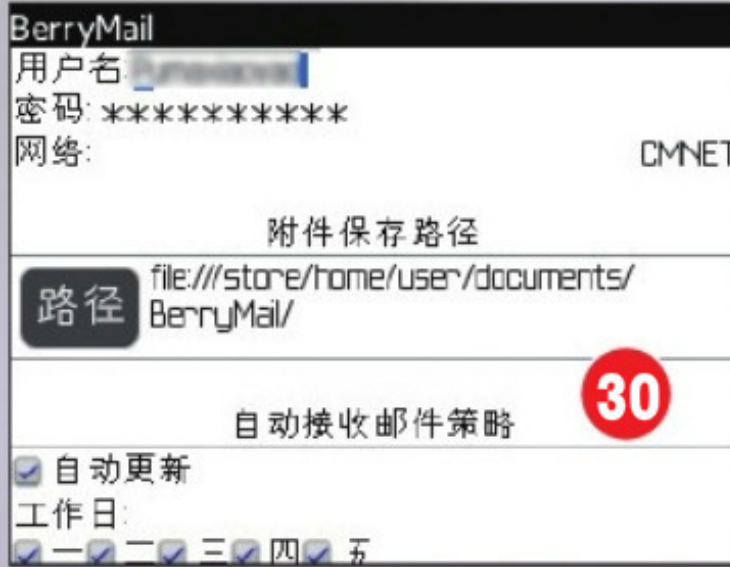 BerryMail
用户名:
密码: **********
网络: CMNET
附件保存路径
路径 file:///store/home/user/documents/
BerryMail/
30
自动接收邮件策略
自动更新
工作日:
一 二 三 四 五